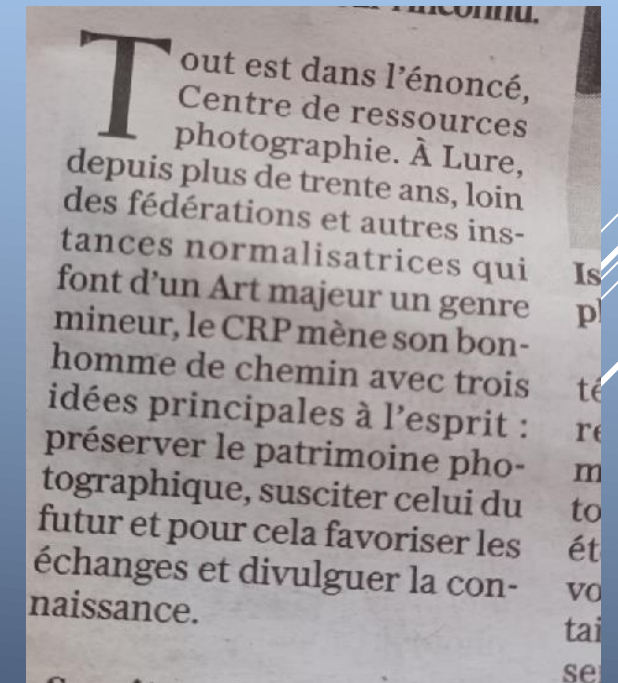 l'inconnu.
Tout est dans l'énoncé,
Centre de ressources
photographie. À Lure,
depuis plus de trente ans, loin
des fédérations et autres ins-
tances normalisatrices qui
font d'un Art majeur un genre
mineur, le CRP mène son bon-
homme de chemin avec trois
idées principales à l'esprit :
préserver le patrimoine pho-
tographique, susciter celui du
futur et pour cela favoriser les
échanges et divulguer la con-
naissance.